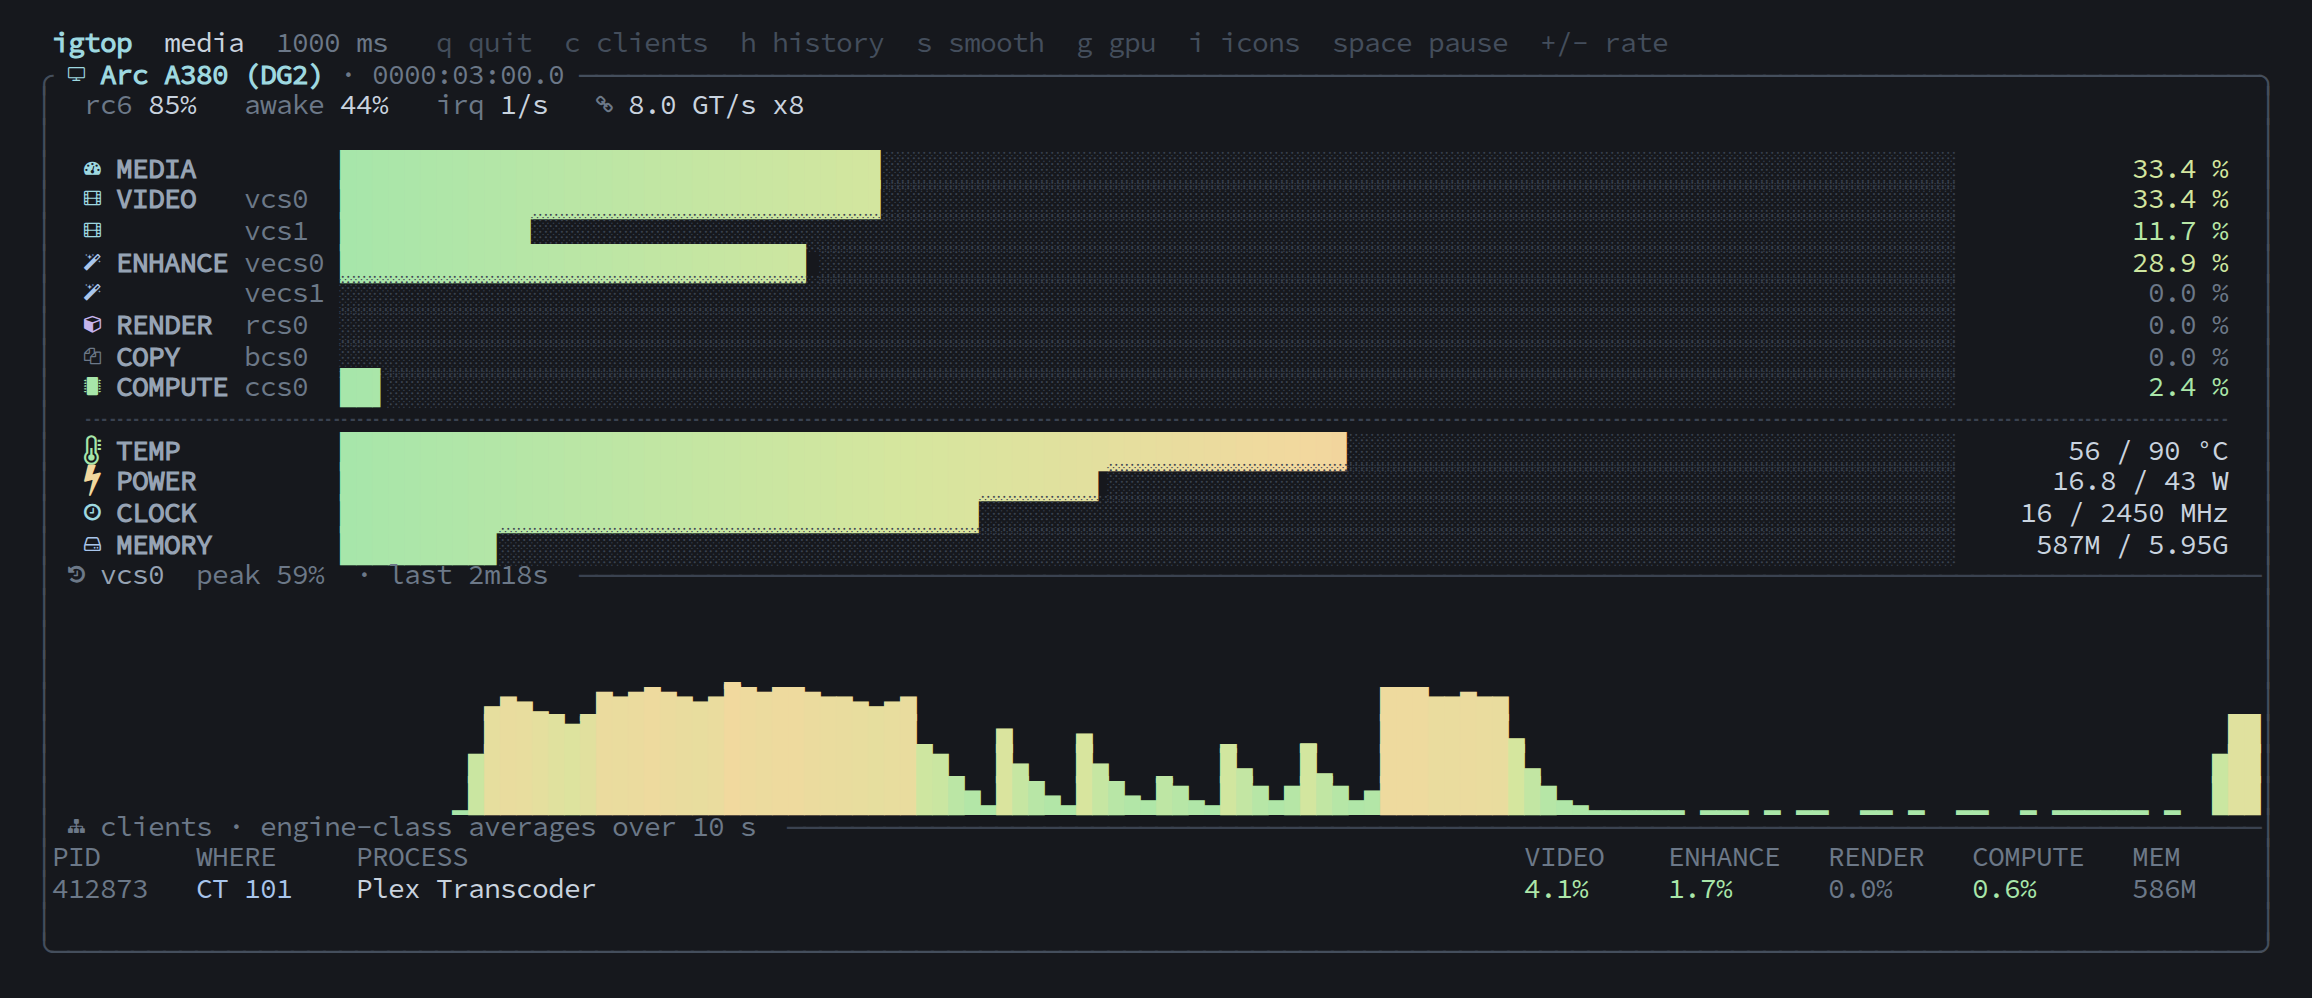 igtop media 1000 ms q quit c clients h history s smooth g gpu i icons space pause +/- rate
Arc A380 (DG2) · 0000:03:00.0
rc6 85% awake 44% irq 1/s 8.0 GT/s x8
MEDIA 33.4 %
VIDEO vcs0 33.4 %
vcs1 11.7 %
ENHANCE vecs0 28.9 %
vecs1 0.0 %
RENDER rcs0 0.0 %
COPY bcs0 0.0 %
COMPUTE ccs0 2.4 %
TEMP 56 / 90 °C
POWER 16.8 / 43 W
CLOCK 16 / 2450 MHz
MEMORY 587M / 5.95G
vcs0 peak 59% · last 2m18s
clients · engine-class averages over 10 s
PID WHERE PROCESS VIDEO ENHANCE RENDER COMPUTE MEM
412873 CT 101 Plex Transcoder 4.1% 1.7% 0.0% 0.6% 586M